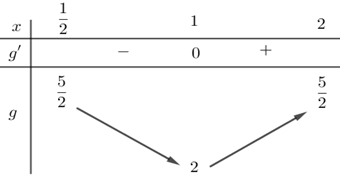 x 1/2 1 2
g′ − 0 + 
g 5/2 2 5/2